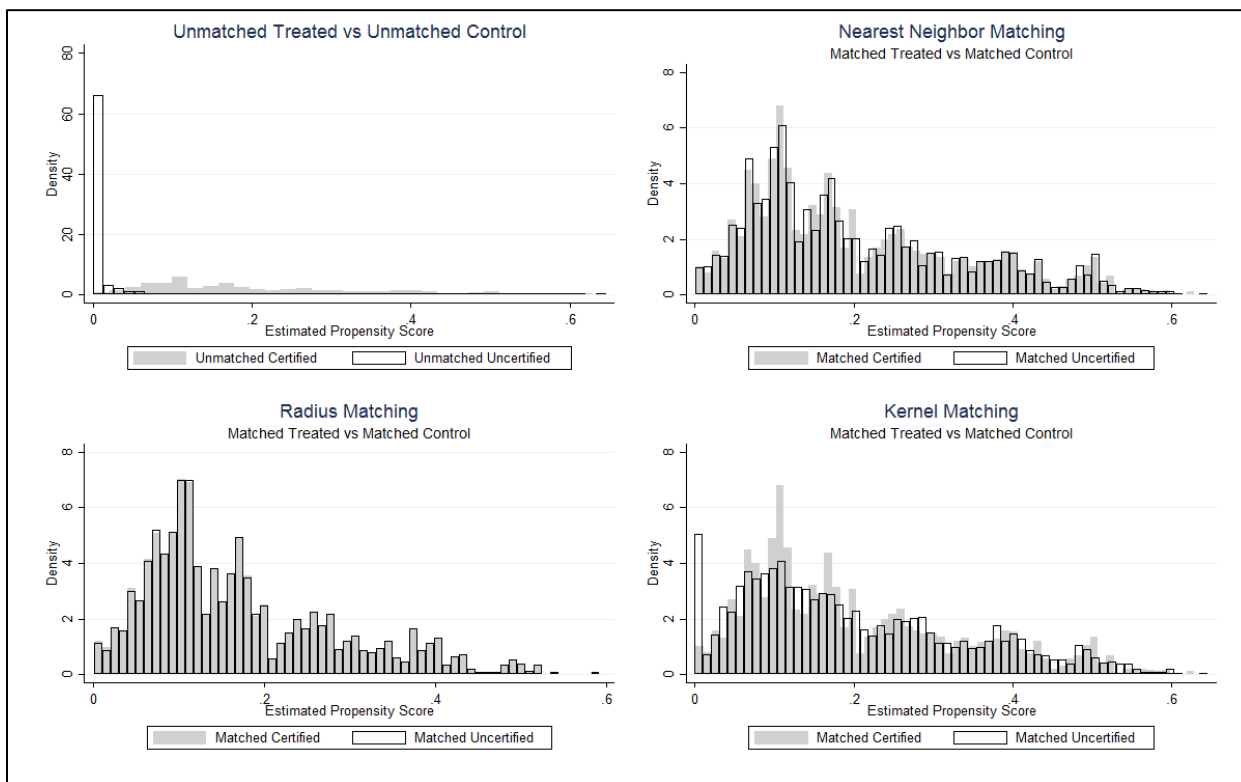 Unmatched Treated vs Unmatched Control
80
60
40
20
0
Density
0 .2 .4 .6
Estimated Propensity Score
Unmatched Certified Unmatched Uncertified
Nearest Neighbor Matching
Matched Treated vs Matched Control
8
6
4
2
0
Density
0 .2 .4 .6
Estimated Propensity Score
Matched Certified Matched Uncertified
Radius Matching
Matched Treated vs Matched Control
8
6
4
2
0
Density
0 .2 .4 .6
Estimated Propensity Score
Matched Certified Matched Uncertified
Kernel Matching
Matched Treated vs Matched Control
8
6
4
2
0
Density
0 .2 .4 .6
Estimated Propensity Score
Matched Certified Matched Uncertified